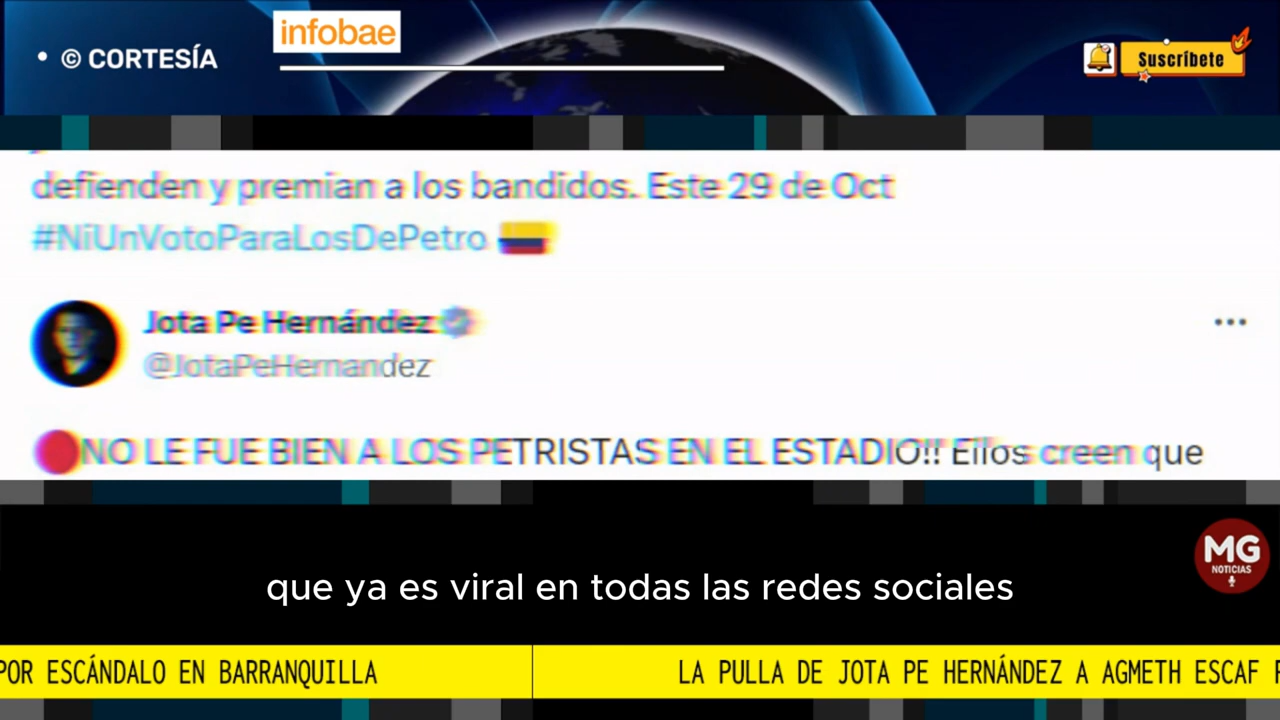 • © CORTESÍA
infobae
Suscríbete
defienden y premian a los bandidos. Este 29 de Oct
#NiUnVotoParaLosDePetro
Jota Pe Hernández
@JotaPeHernandez
NO LE FUE BIEN A LOS PETRISTAS EN EL ESTADIO!! Ellos creen que
MG
NOTICIAS
que ya es viral en todas las redes sociales
POR ESCÁNDALO EN BARRANQUILLA
LA PULLA DE JOTA PE HERNÁNDEZ A AGMETH ESCAF